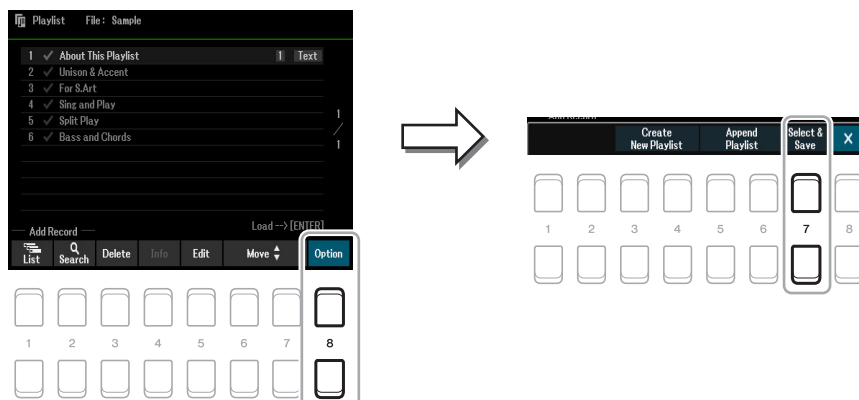 Playlist File: Sample
1 About This Playlist 1 Text
2 Unison & Accent
3 For S.Art
4 Sing and Play
5 Split Play
6 Bass and Chords
1
/
1
Load-->[ENTER]
Add Record
List Search Delete Info Edit Move Option
1 2 3 4 5 6 7 8
Add Record
Create
New Playlist
Append
Playlist
Select &
Save
X
1 2 3 4 5 6 7 8